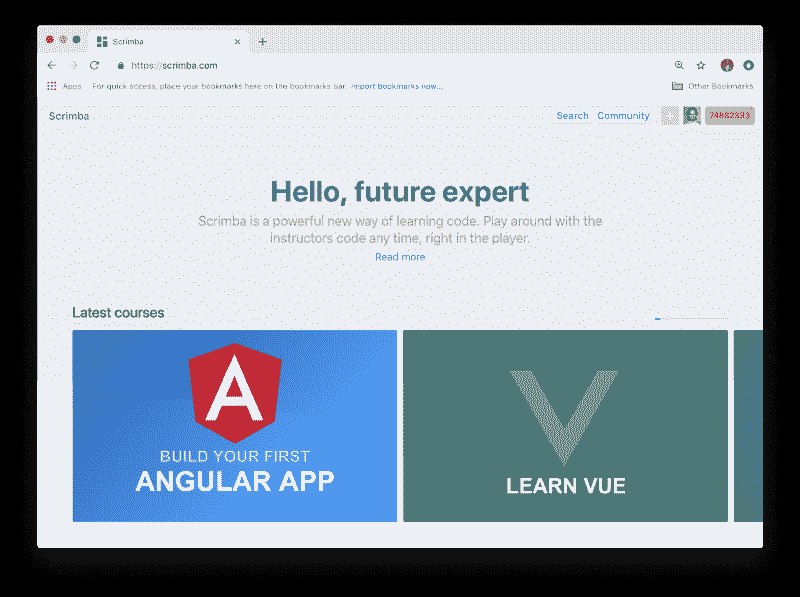 Scrimba
https://scrimba.com
Apps For quick access, place your bookmarks here on the bookmarks bar. Import bookmarks now... Other Bookmarks
Scrimba Search Community
Hello, future expert
Scrimba is a powerful new way of learning code. Play around with the
instructors code any time, right in the player.
Read more
Latest courses
A
BUILD YOUR FIRST
ANGULAR APP
LEARN VUE